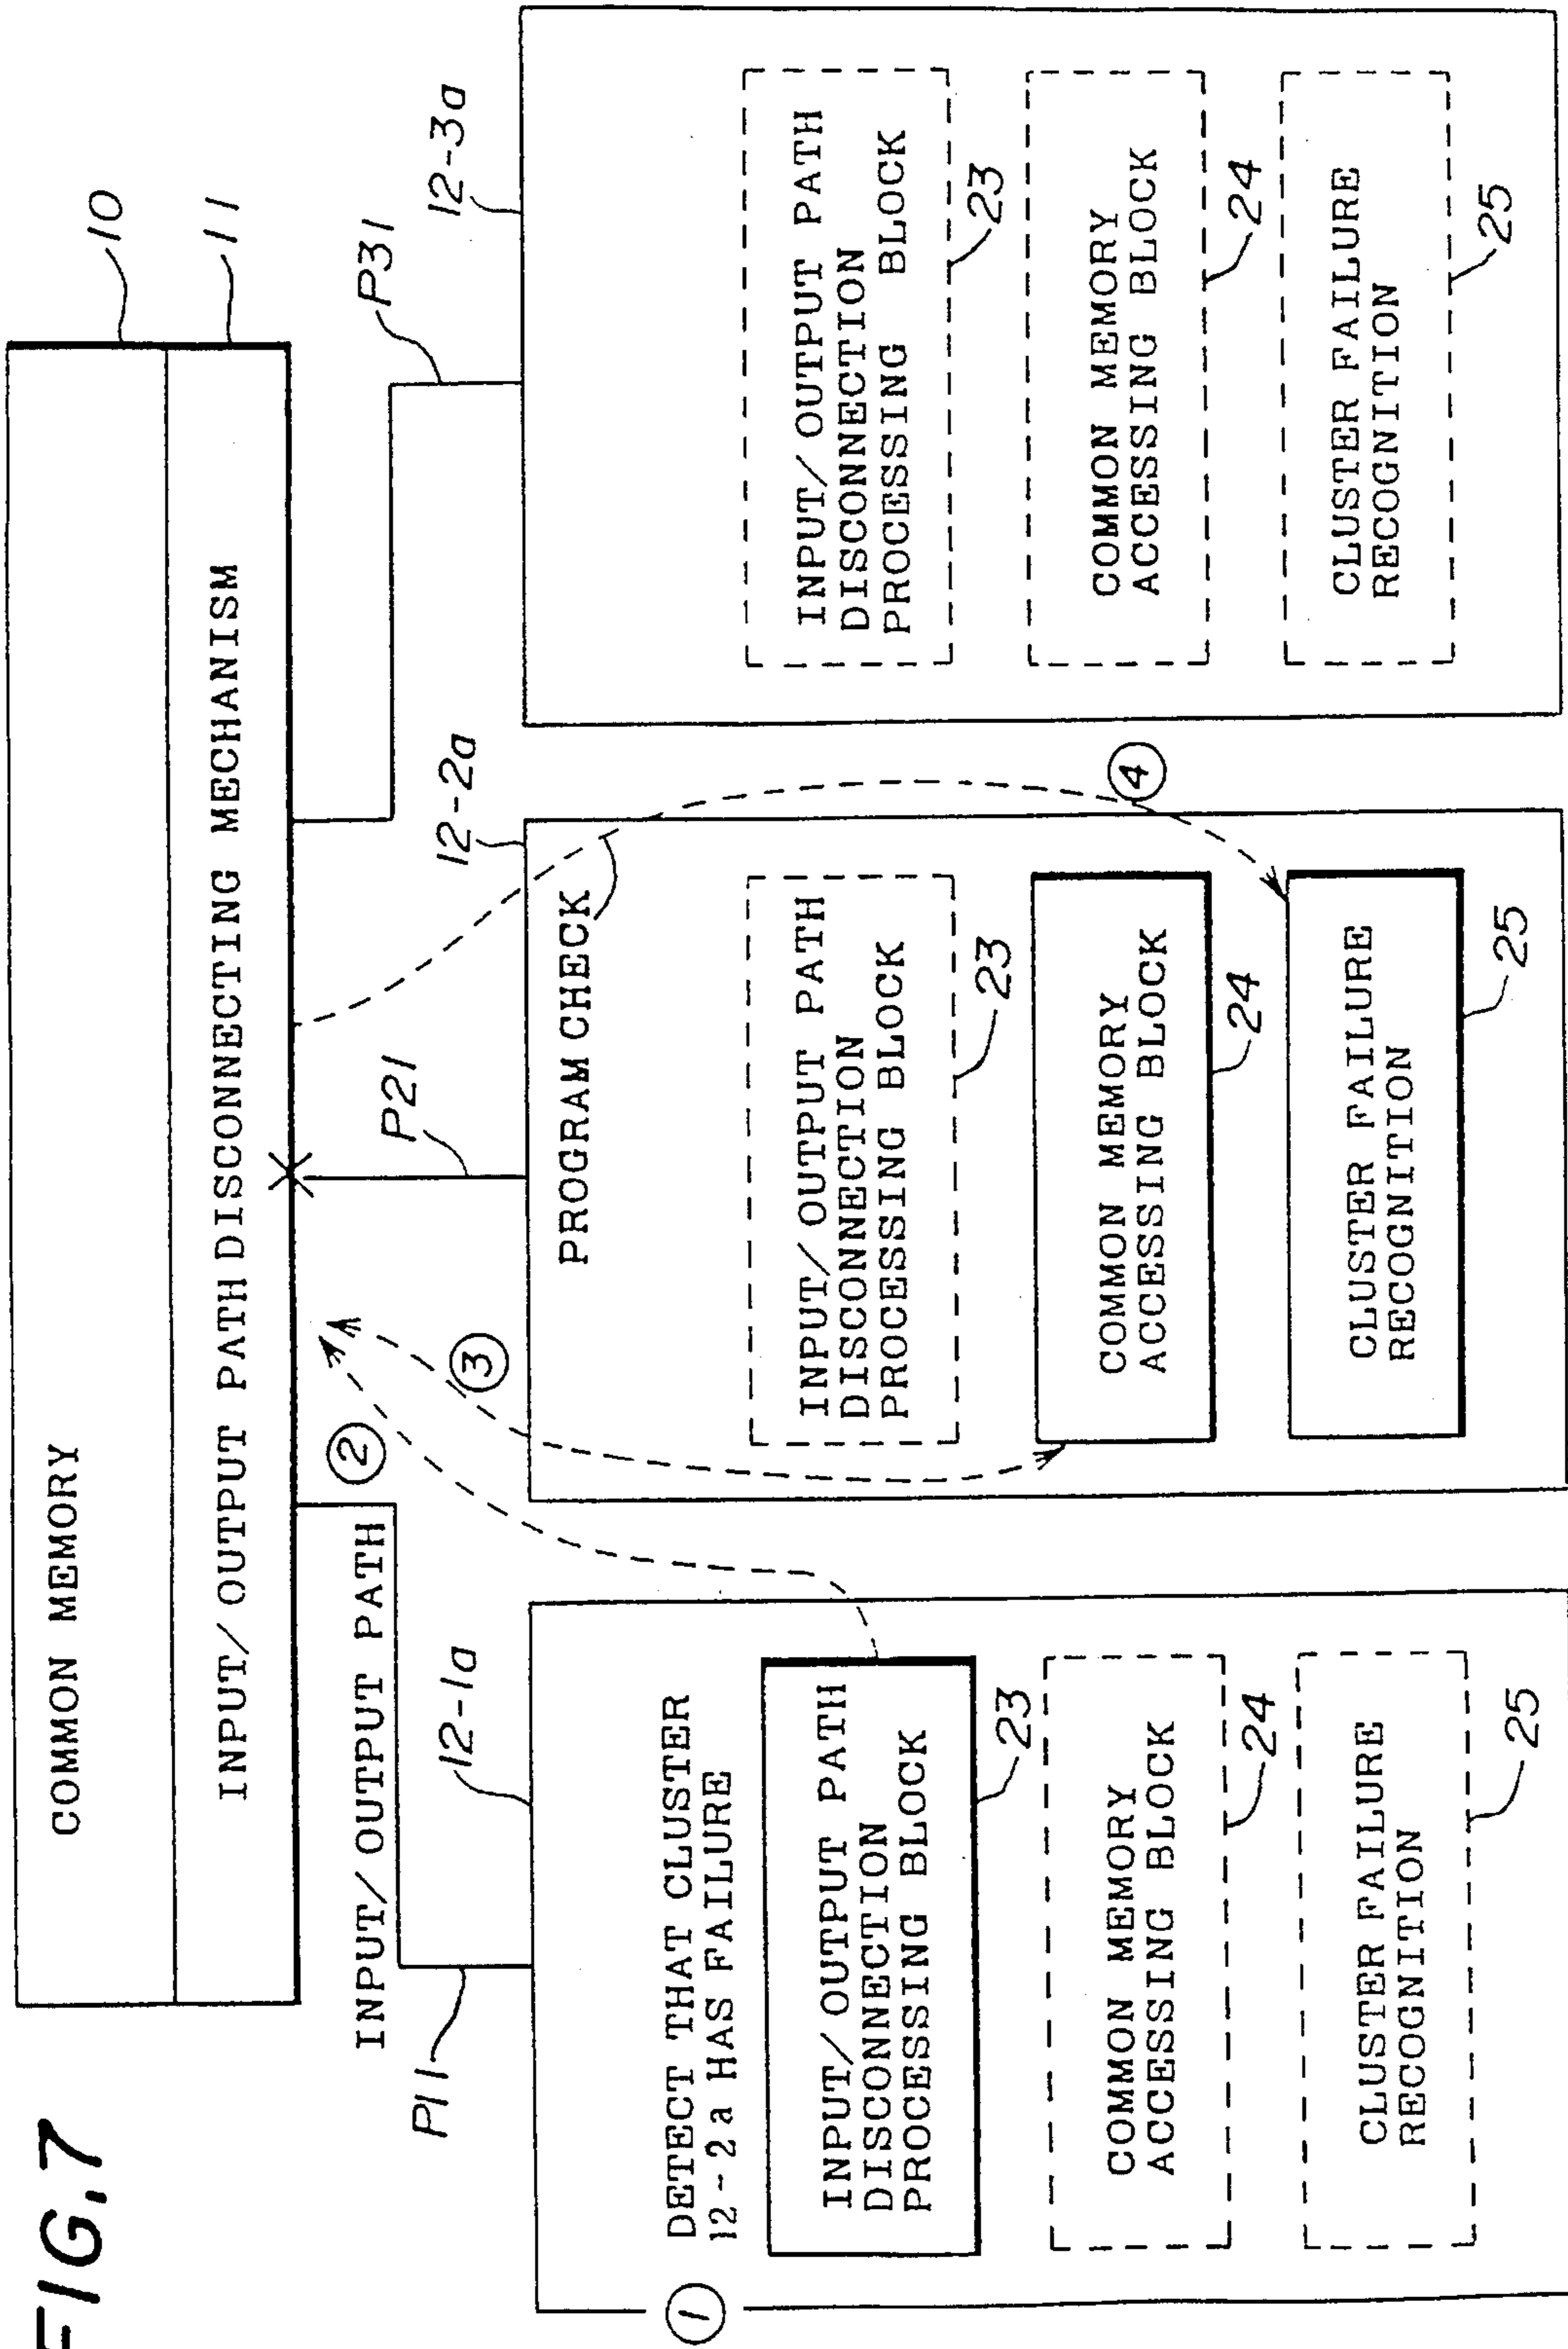 FIG. 7
COMMON MEMORY
10
INPUT/OUTPUT PATH DISCONNECTING MECHANISM
11
INPUT/OUTPUT PATH
P11
P21
P31
②
③
④
12-1a
①
DETECT THAT CLUSTER
12-2a HAS FAILURE
INPUT/OUTPUT PATH
DISCONNECTION
PROCESSING BLOCK
23
COMMON MEMORY
ACCESSING BLOCK
24
CLUSTER FAILURE
RECOGNITION
25
12-2a
PROGRAM CHECK
INPUT/OUTPUT PATH
DISCONNECTION
PROCESSING BLOCK
23
COMMON MEMORY
ACCESSING BLOCK
24
CLUSTER FAILURE
RECOGNITION
25
12-3a
INPUT/OUTPUT PATH
DISCONNECTION
PROCESSING BLOCK
23
COMMON MEMORY
ACCESSING BLOCK
24
CLUSTER FAILURE
RECOGNITION
25